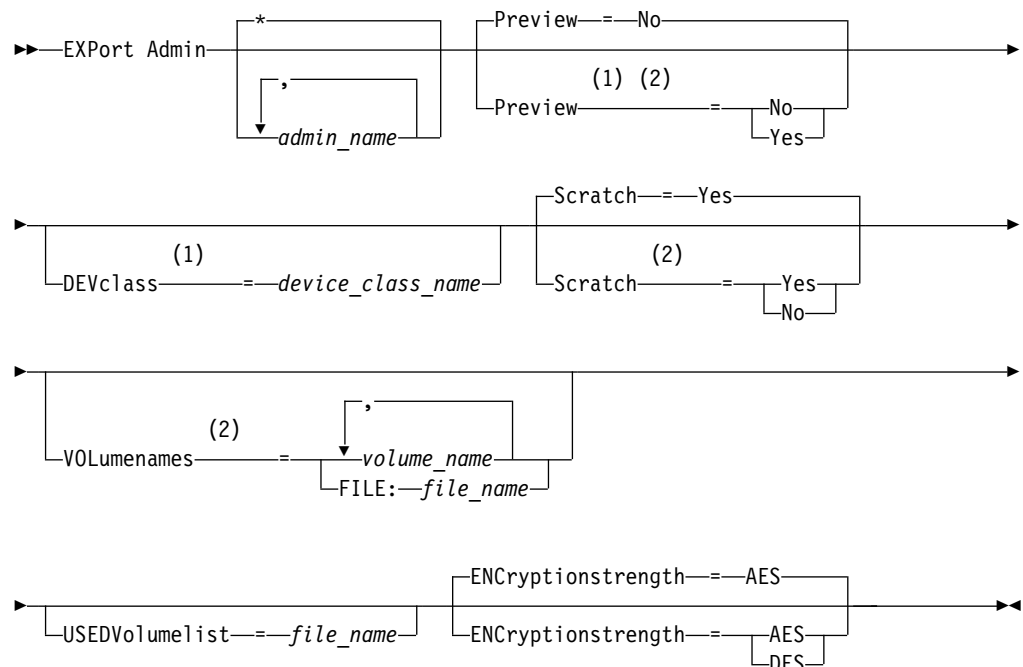 * Preview = No
EXPort Admin
, (1) (2)
Preview = No
admin_name Yes
Scratch = Yes
(1) (2)
DEVclass = device_class_name Scratch = Yes
No
,
(2)
VOLumenames = volume_name
FILE: file_name
ENCryptionstrength = AES
USEDVolumelist = file_name ENCryptionstrength = AES
DES